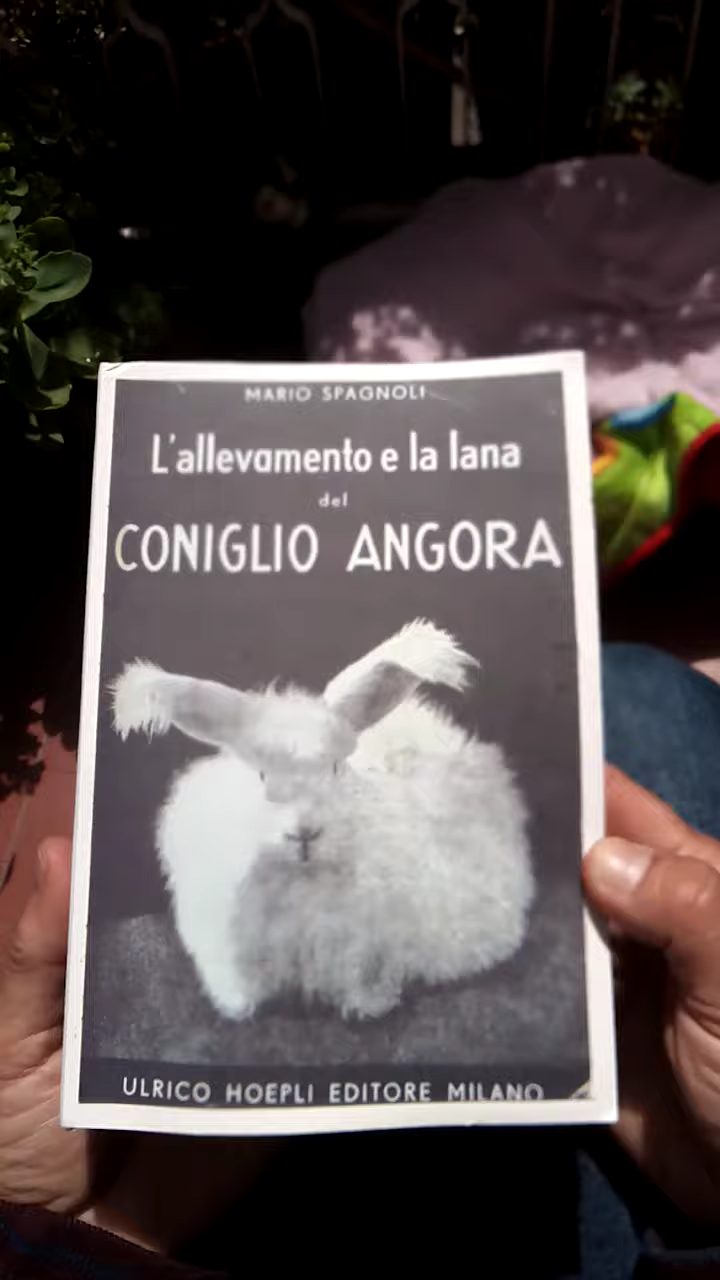 MARIO SPAGNOLI
L'allevamento e la lana
del
CONIGLIO ANGORA
ULRICO HOEPLI EDITORE MILANO